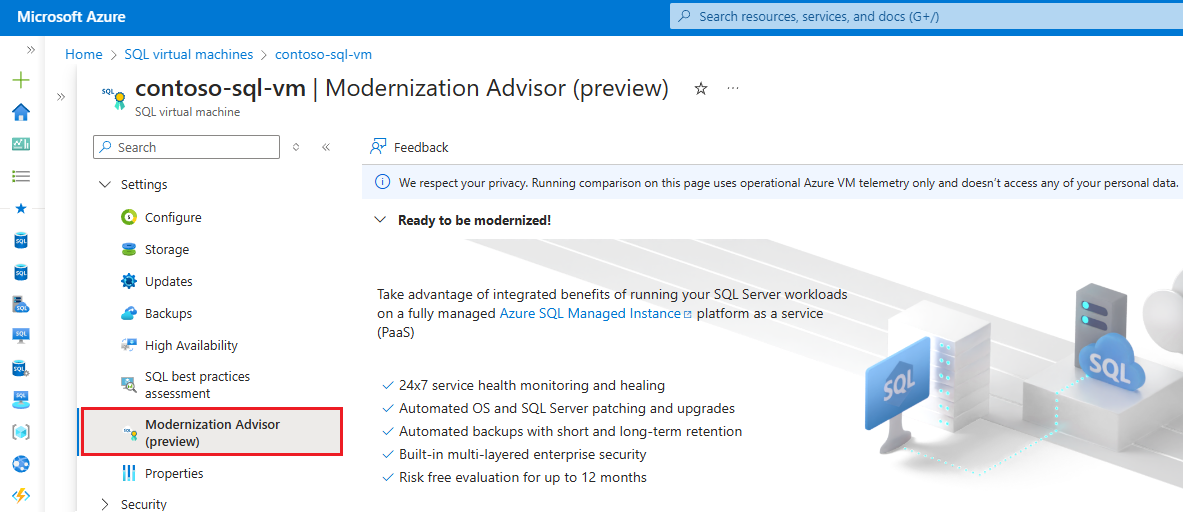 Microsoft Azure
Search resources, services, and docs (G+/)
Home > SQL virtual machines > contoso-sql-vm
contoso-sql-vm | Modernization Advisor (preview)
SQL virtual machine
Search
Feedback
We respect your privacy. Running comparison on this page uses operational Azure VM telemetry only and doesn't access any of your personal data.
Settings
Configure
Storage
Updates
Backups
High Availability
SQL best practices
assessment
Modernization Advisor
(preview)
Properties
Security
Ready to be modernized!
Take advantage of integrated benefits of running your SQL Server workloads
on a fully managed Azure SQL Managed Instance platform as a service
(PaaS)
24x7 service health monitoring and healing
Automated OS and SQL Server patching and upgrades
Automated backups with short and long-term retention
Built-in multi-layered enterprise security
Risk free evaluation for up to 12 months
SQL
SQL